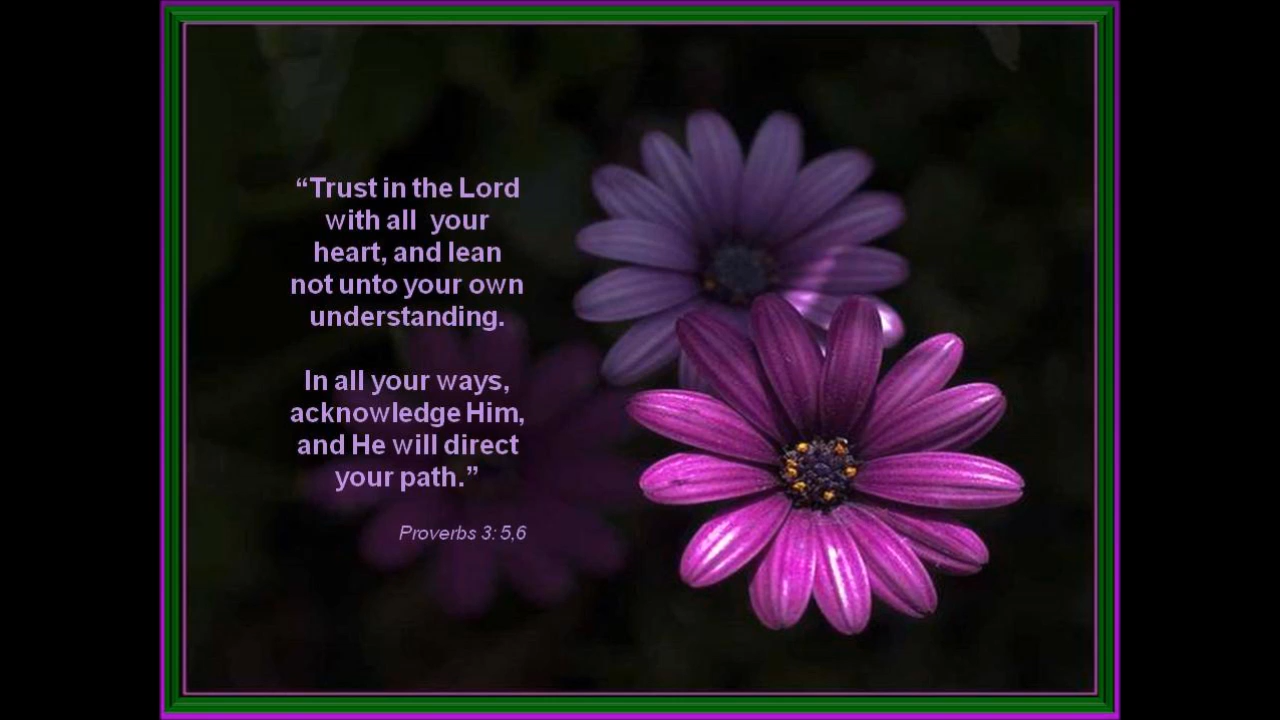 “Trust in the Lord
with all  your
heart, and lean
not unto your own
understanding.
In all your ways,
acknowledge Him,
and He will direct
your path.”
Proverbs 3: 5,6